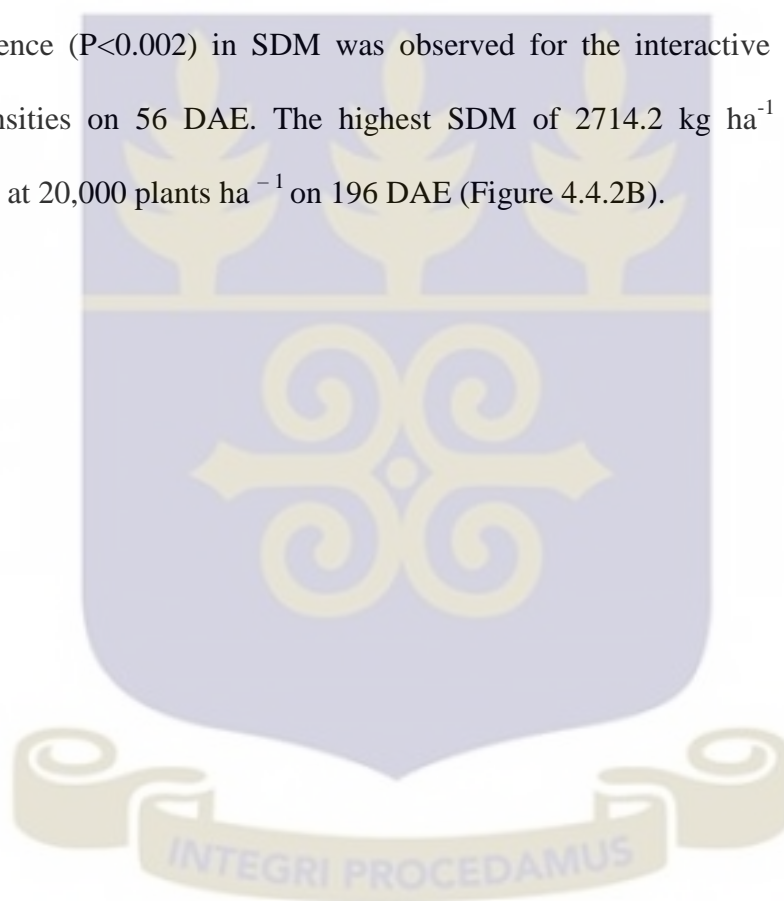 ence (P<0.002) in SDM was observed for the interactive
nsities on 56 DAE. The highest SDM of 2714.2 kg ha⁻¹
at 20,000 plants ha⁻¹ on 196 DAE (Figure 4.4.2B).
INTEGRI PROCEDAMUS